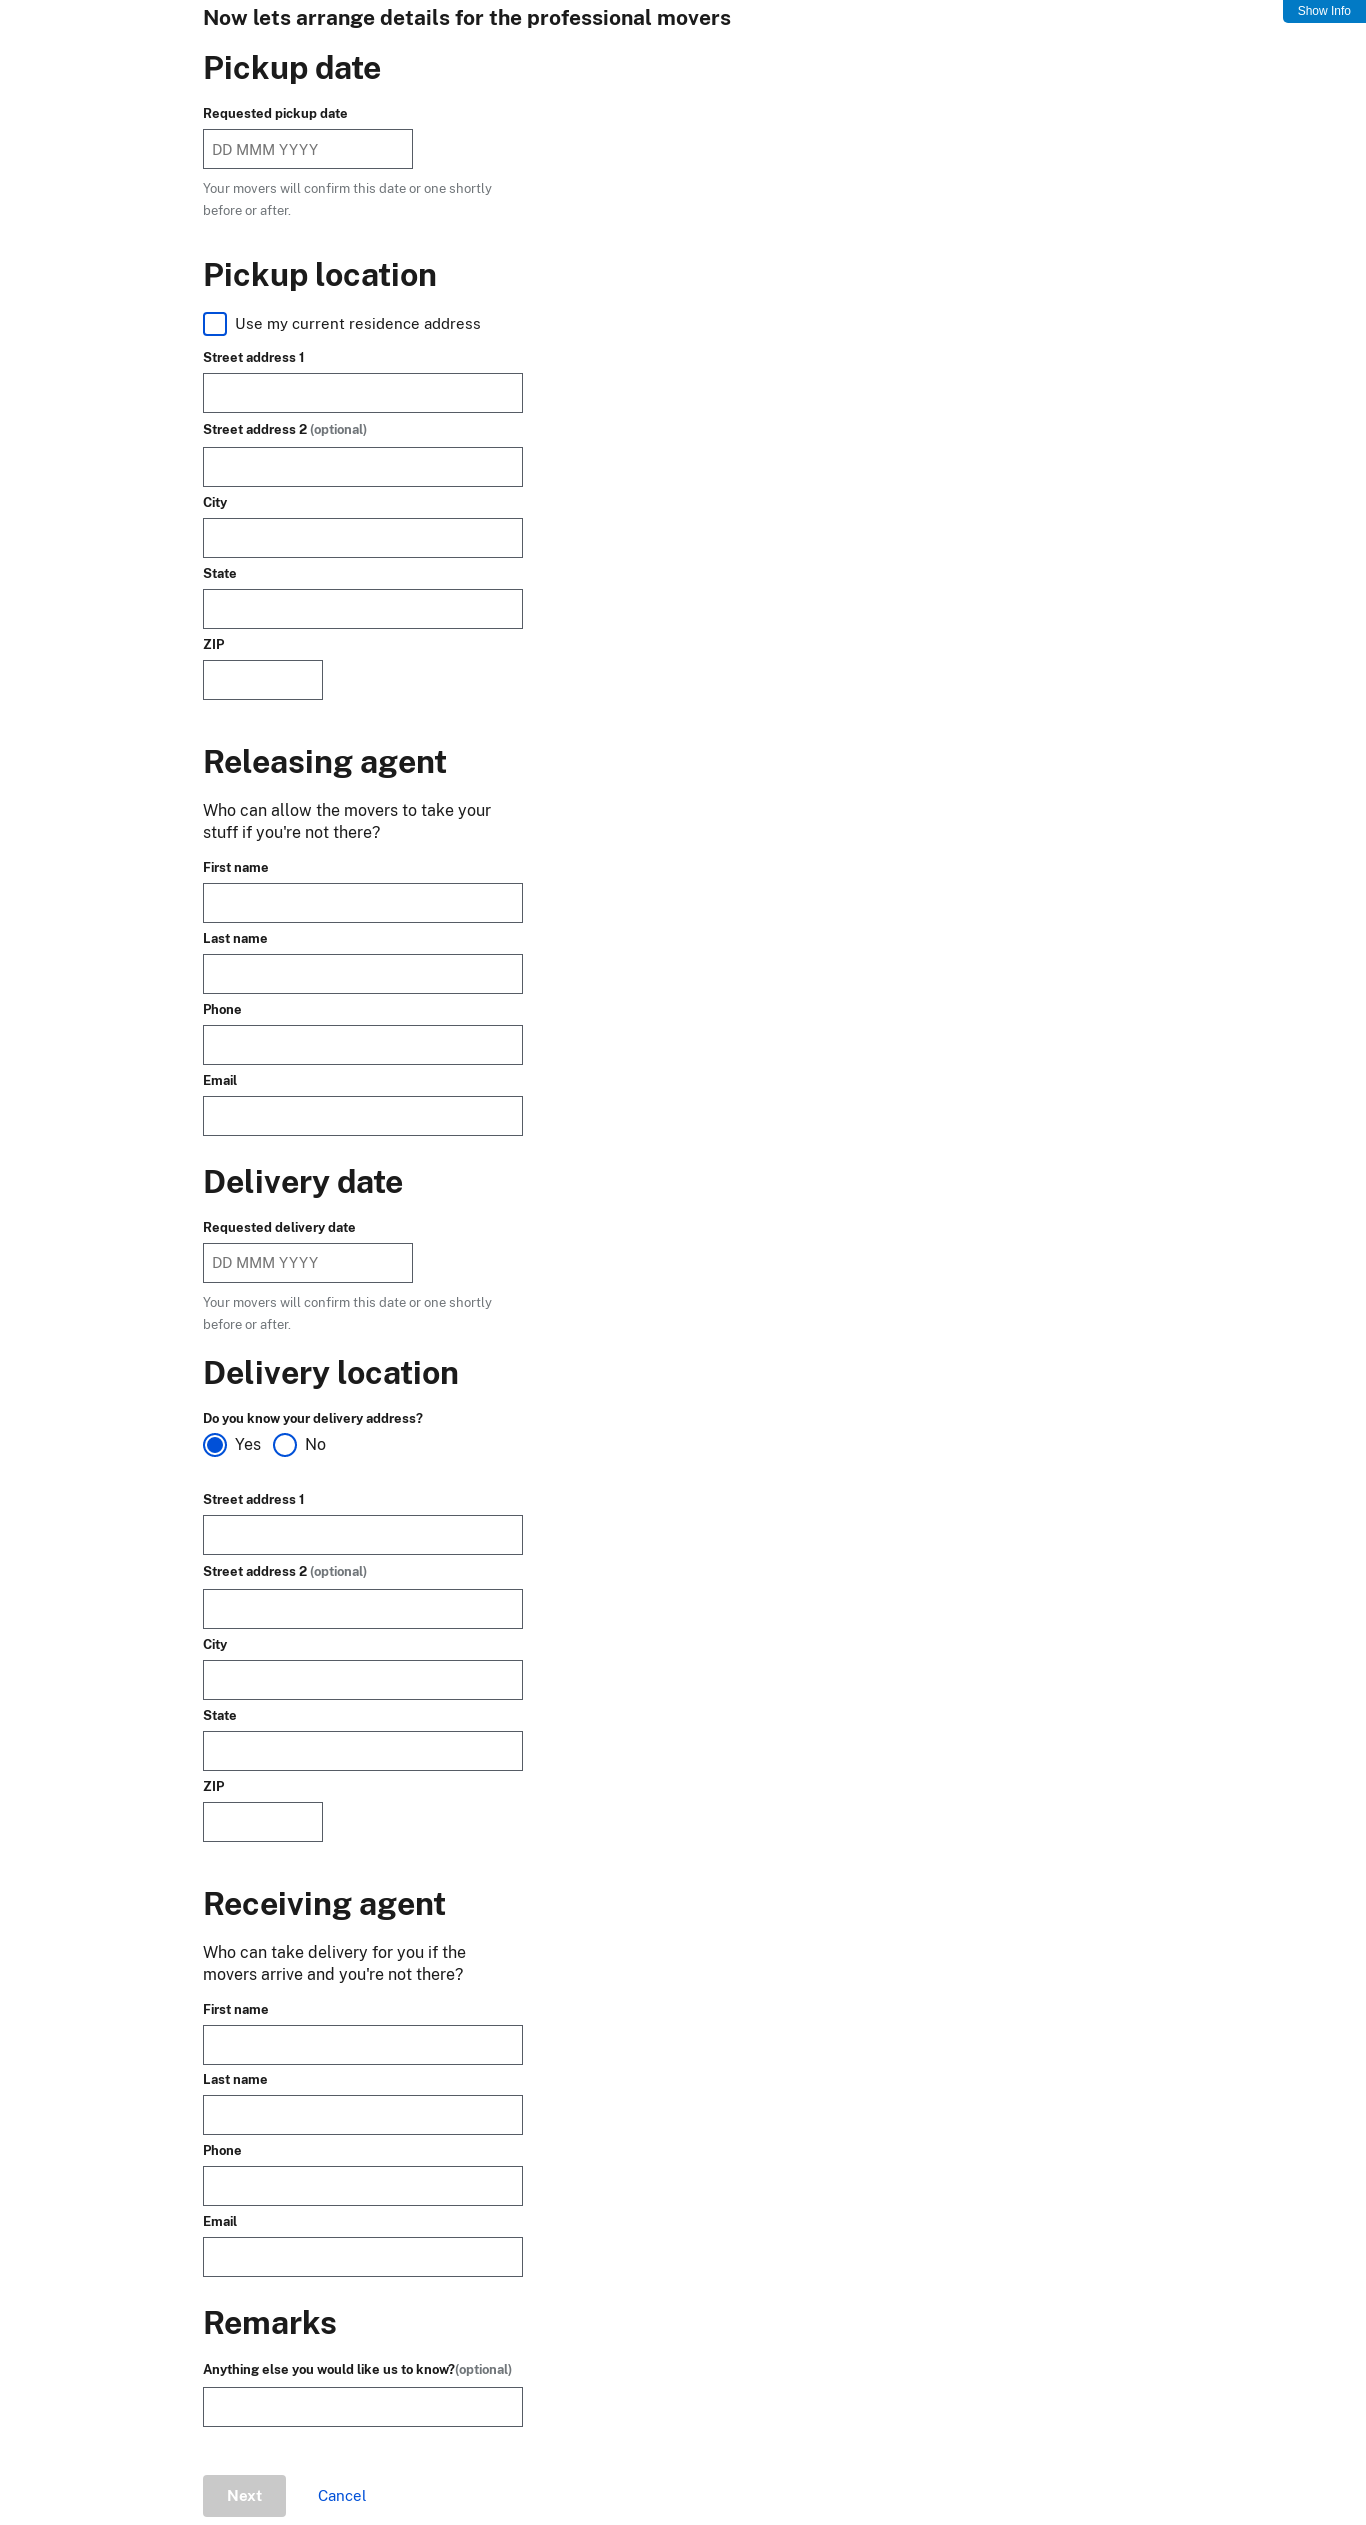 Now lets arrange details for the professional movers
Show Info
Pickup date
Requested pickup date
DD MMM YYYY
Your movers will confirm this date or one shortly
before or after.
Pickup location
Use my current residence address
Street address 1
Street address 2 (optional)
City
State
ZIP
Releasing agent
Who can allow the movers to take your
stuff if you're not there?
First name
Last name
Phone
Email
Delivery date
Requested delivery date
DD MMM YYYY
Your movers will confirm this date or one shortly
before or after.
Delivery location
Do you know your delivery address?
Yes No
Street address 1
Street address 2 (optional)
City
State
ZIP
Receiving agent
Who can take delivery for you if the
movers arrive and you're not there?
First name
Last name
Phone
Email
Remarks
Anything else you would like us to know?(optional)
Next Cancel